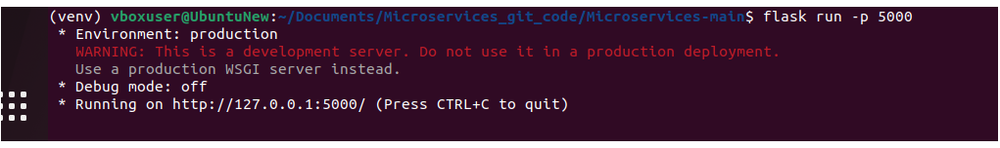 (venv) vboxuser@UbuntuNew:~/Documents/Microservices_git_code/Microservices-main$ flask run -p 5000
* Environment: production
WARNING: This is a development server. Do not use it in a production deployment.
Use a production WSGI server instead.
* Debug mode: off
* Running on http://127.0.0.1:5000/ (Press CTRL+C to quit)